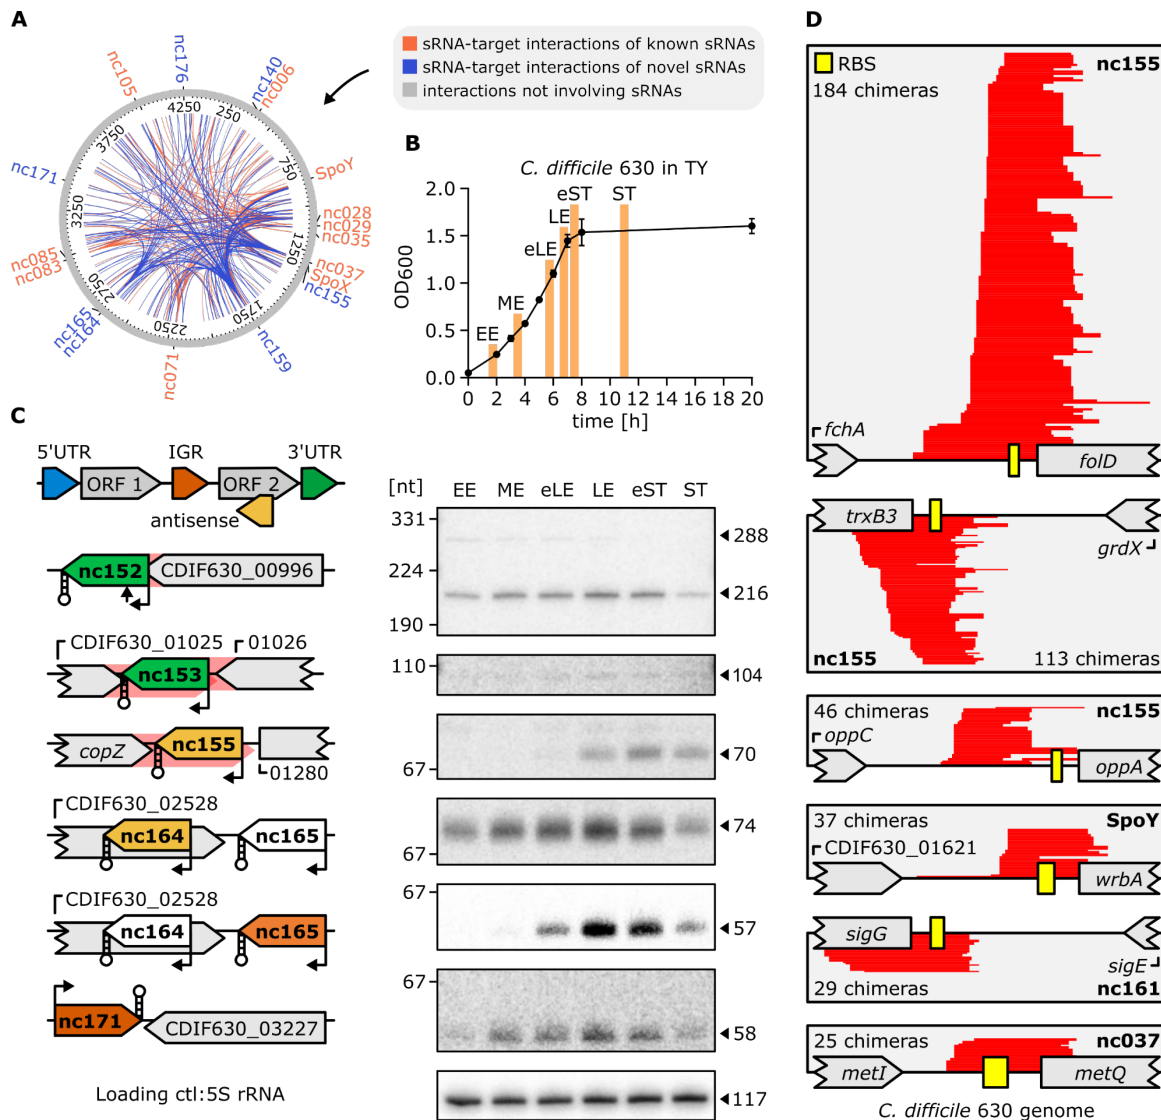 A
nc176
nc140
nc006
nc105
SpoY
nc171
nc028
nc029
nc035
nc085
nc083
nc037
SpoX
nc155
nc165
nc164
nc159
nc071
4250
250
750
1250
1750
2250
2750
3250
3750
sRNA-target interactions of known sRNAs
sRNA-target interactions of novel sRNAs
interactions not involving sRNAs
B
C. difficile 630 in TY
eST ST
LE
eLE
ME
EE
OD600
2.0
1.5
1.0
0.5
0.0
0 2 4 6 8 10 12 14 16 18 20
time [h]
C
5'UTR IGR 3'UTR
ORF 1 ORF 2
antisense
nc152 CDIF630_00996
CDIF630_01025 01026
nc153
copZ nc155
01280
CDIF630_02528
nc164 nc165
CDIF630_02528
nc164 nc165
nc171 CDIF630_03227
Loading ctl:5S rRNA
[nt] EE ME eLE LE eST ST
331
288
224
216
190
110
104
70
67
74
67
67
57
67
58
117
D
RBS nc155
184 chimeras
fchA
folD
trxB3
grdX
nc155 113 chimeras
46 chimeras nc155
oppC
oppA
37 chimeras SpoY
CDIF630_01621
wrbA
sigG
sigE
29 chimeras nc161
25 chimeras nc037
metI metQ
C. difficile 630 genome